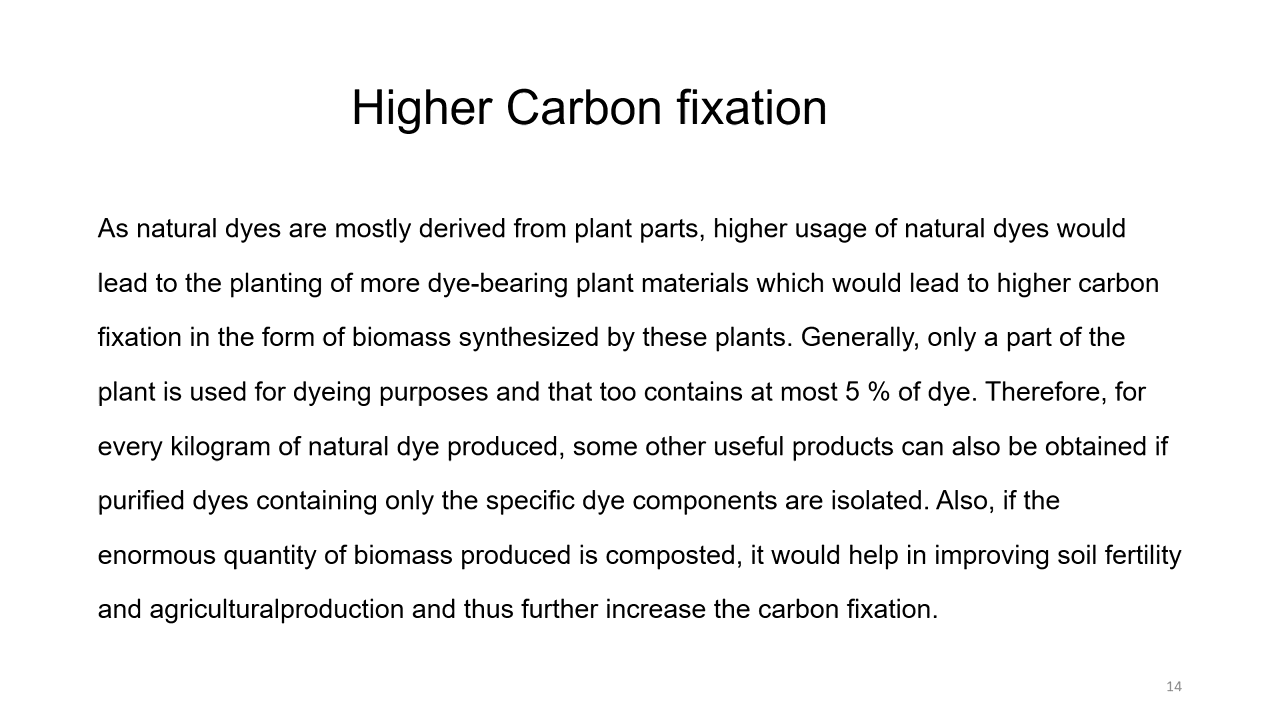 Higher Carbon fixation
As natural dyes are mostly derived from plant parts, higher usage of natural dyes would
lead to the planting of more dye-bearing plant materials which would lead to higher carbon
fixation in the form of biomass synthesized by these plants. Generally, only a part of the
plant is used for dyeing purposes and that too contains at most 5 % of dye. Therefore, for
every kilogram of natural dye produced, some other useful products can also be obtained if
purified dyes containing only the specific dye components are isolated. Also, if the
enormous quantity of biomass produced is composted, it would help in improving soil fertility
and agriculturalproduction and thus further increase the carbon fixation.
14